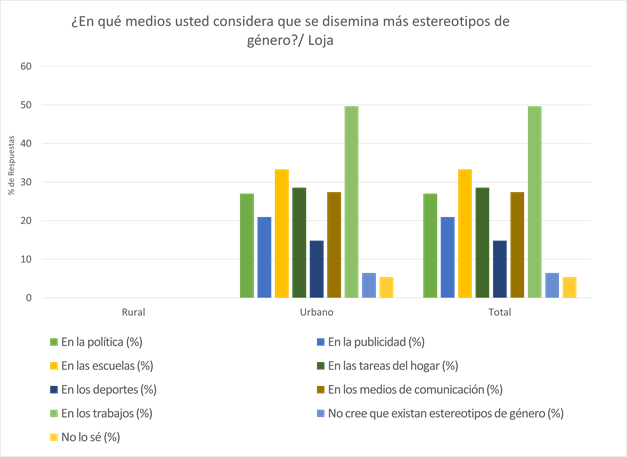 ¿En qué medios usted considera que se disemina más estereotipos de
género?/ Loja
60
50
40
30
20
10
0
% de Respuestas
Rural
Urbano
Total
En la política (%)
En la publicidad (%)
En las escuelas (%)
En las tareas del hogar (%)
En los deportes (%)
En los medios de comunicación (%)
En los trabajos (%)
No cree que existan estereotipos de género (%)
No lo sé (%)